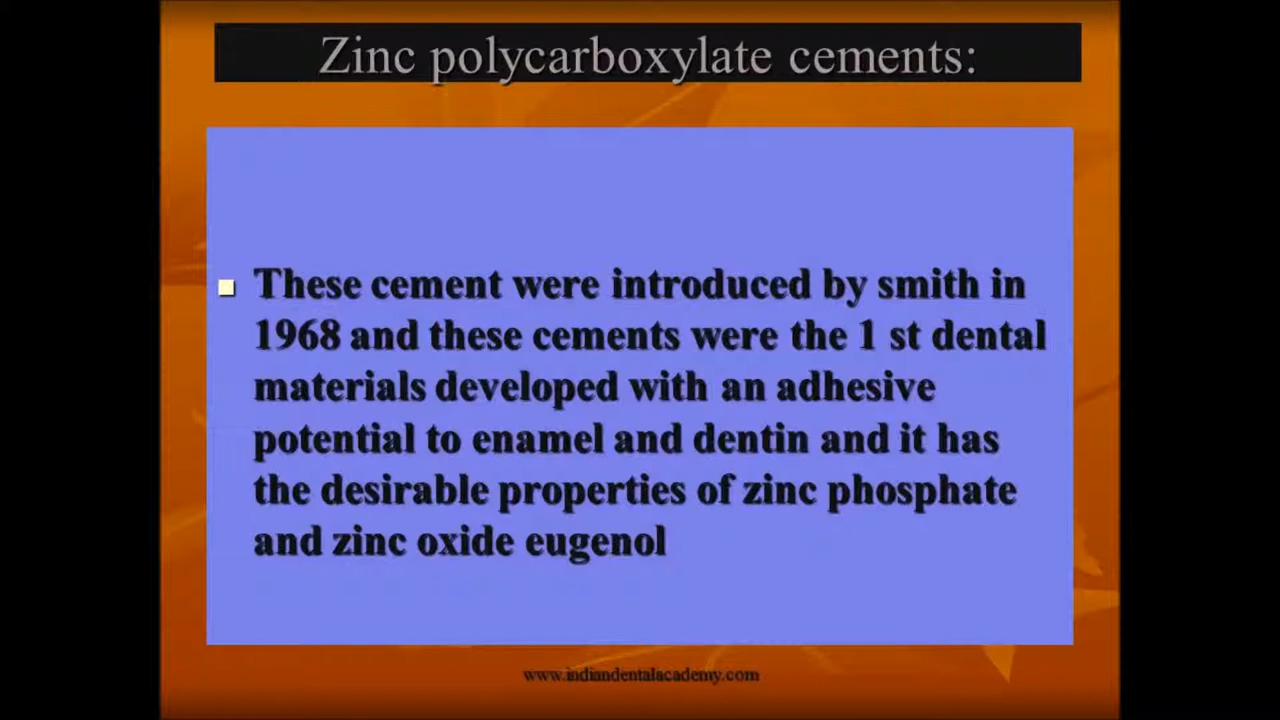 Zinc polycarboxylate cements:
These cement were introduced by smith in
1968 and these cements were the 1 st dental
materials developed with an adhesive
potential to enamel and dentin and it has
the desirable properties of zinc phosphate
and zinc oxide eugenol
www.indiandentalacademy.com